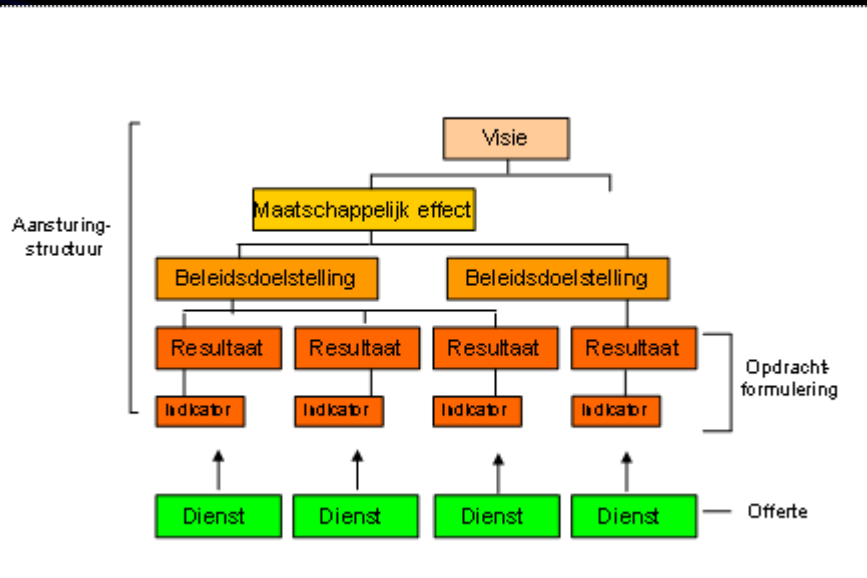 Visie
Maatschappelijk effect
Aansturing-
structuur
Beleidsdoelstelling Beleidsdoelstelling
Resultaat Resultaat Resultaat Resultaat
Opdracht-
formulering
Indicator Indicator Indicator Indicator
Dienst Dienst Dienst Dienst Offerte